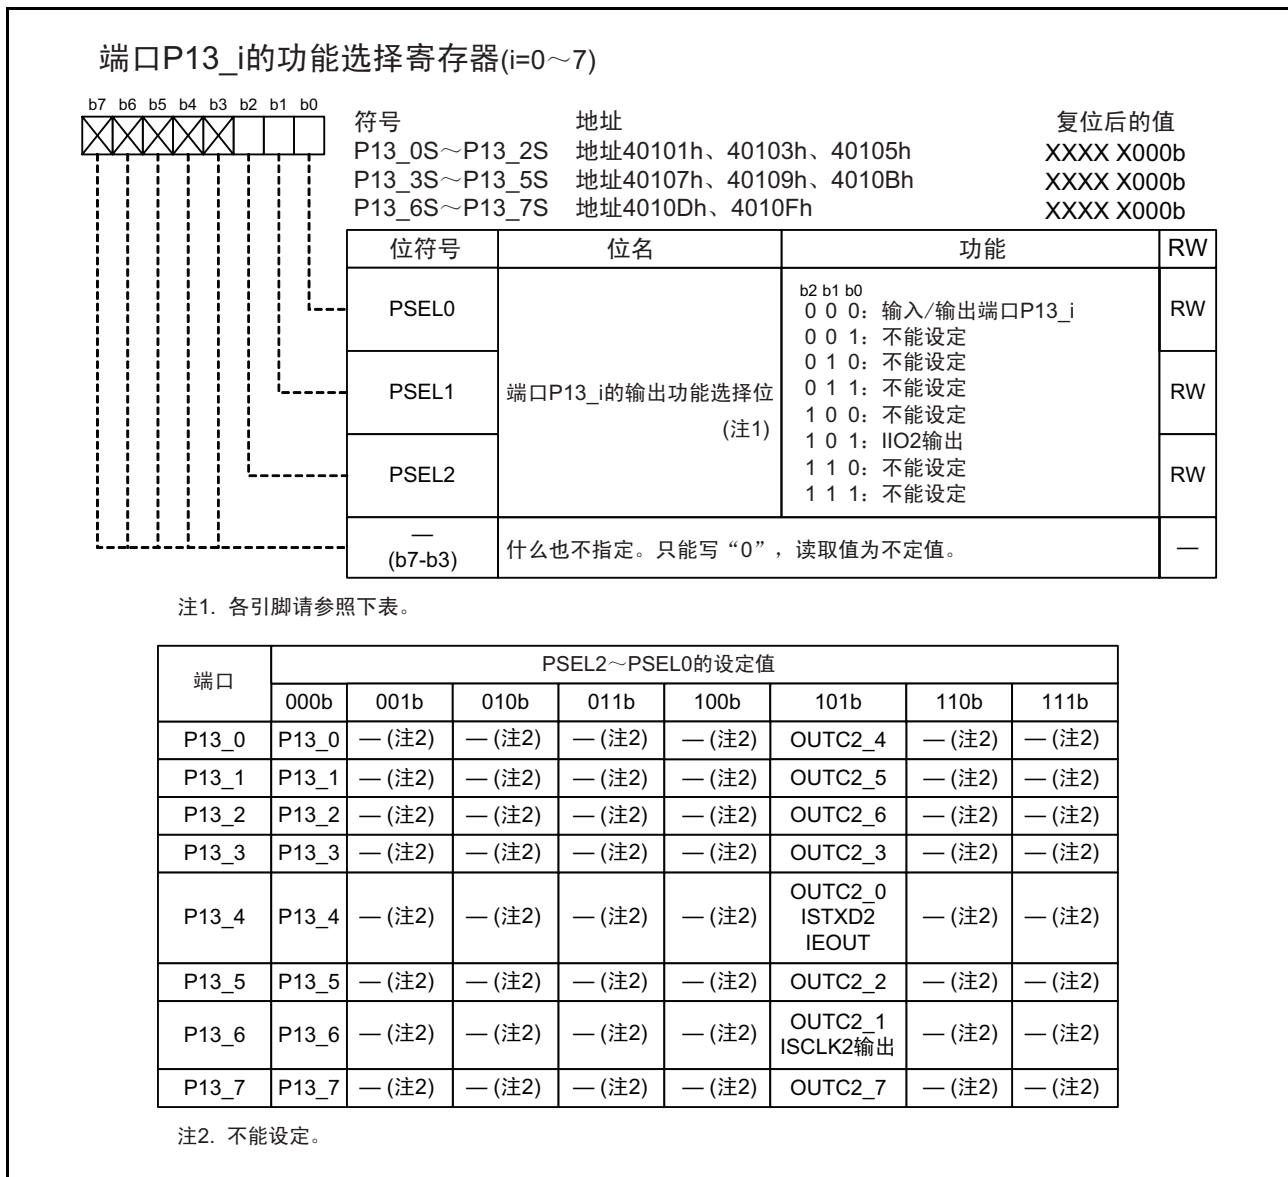 端口P13_i的功能选择寄存器(i=0～7)
b7 b6 b5 b4 b3 b2 b1 b0
符号 地址 复位后的值
P13_0S～P13_2S 地址40101h、40103h、40105h XXXX X000b
P13_3S～P13_5S 地址40107h、40109h、4010Bh XXXX X000b
P13_6S～P13_7S 地址4010Dh、4010Fh XXXX X000b
位符号 位名 功能 RW
PSEL0 RW
PSEL1 RW
PSEL2 RW
端口P13_i的输出功能选择位
(注1)
b2 b1 b0
0 0 0：输入/输出端口P13_i
0 0 1：不能设定
0 1 0：不能设定
0 1 1：不能设定
1 0 0：不能设定
1 0 1：IIO2输出
1 1 0：不能设定
1 1 1：不能设定
—
(b7-b3) 什么也不指定。只能写“0”，读取值为不定值。 —
注1. 各引脚请参照下表。
端口 PSEL2～PSEL0的设定值
000b 001b 010b 011b 100b 101b 110b 111b
P13_0 P13_0 — (注2) — (注2) — (注2) — (注2) OUTC2_4 — (注2) — (注2)
P13_1 P13_1 — (注2) — (注2) — (注2) — (注2) OUTC2_5 — (注2) — (注2)
P13_2 P13_2 — (注2) — (注2) — (注2) — (注2) OUTC2_6 — (注2) — (注2)
P13_3 P13_3 — (注2) — (注2) — (注2) — (注2) OUTC2_3 — (注2) — (注2)
P13_4 P13_4 — (注2) — (注2) — (注2) — (注2) OUTC2_0 — (注2) — (注2)
ISTXD2
IEOUT
P13_5 P13_5 — (注2) — (注2) — (注2) — (注2) OUTC2_2 — (注2) — (注2)
P13_6 P13_6 — (注2) — (注2) — (注2) — (注2) OUTC2_1 — (注2) — (注2)
ISCLK2输出
P13_7 P13_7 — (注2) — (注2) — (注2) — (注2) OUTC2_7 — (注2) — (注2)
注2. 不能设定。